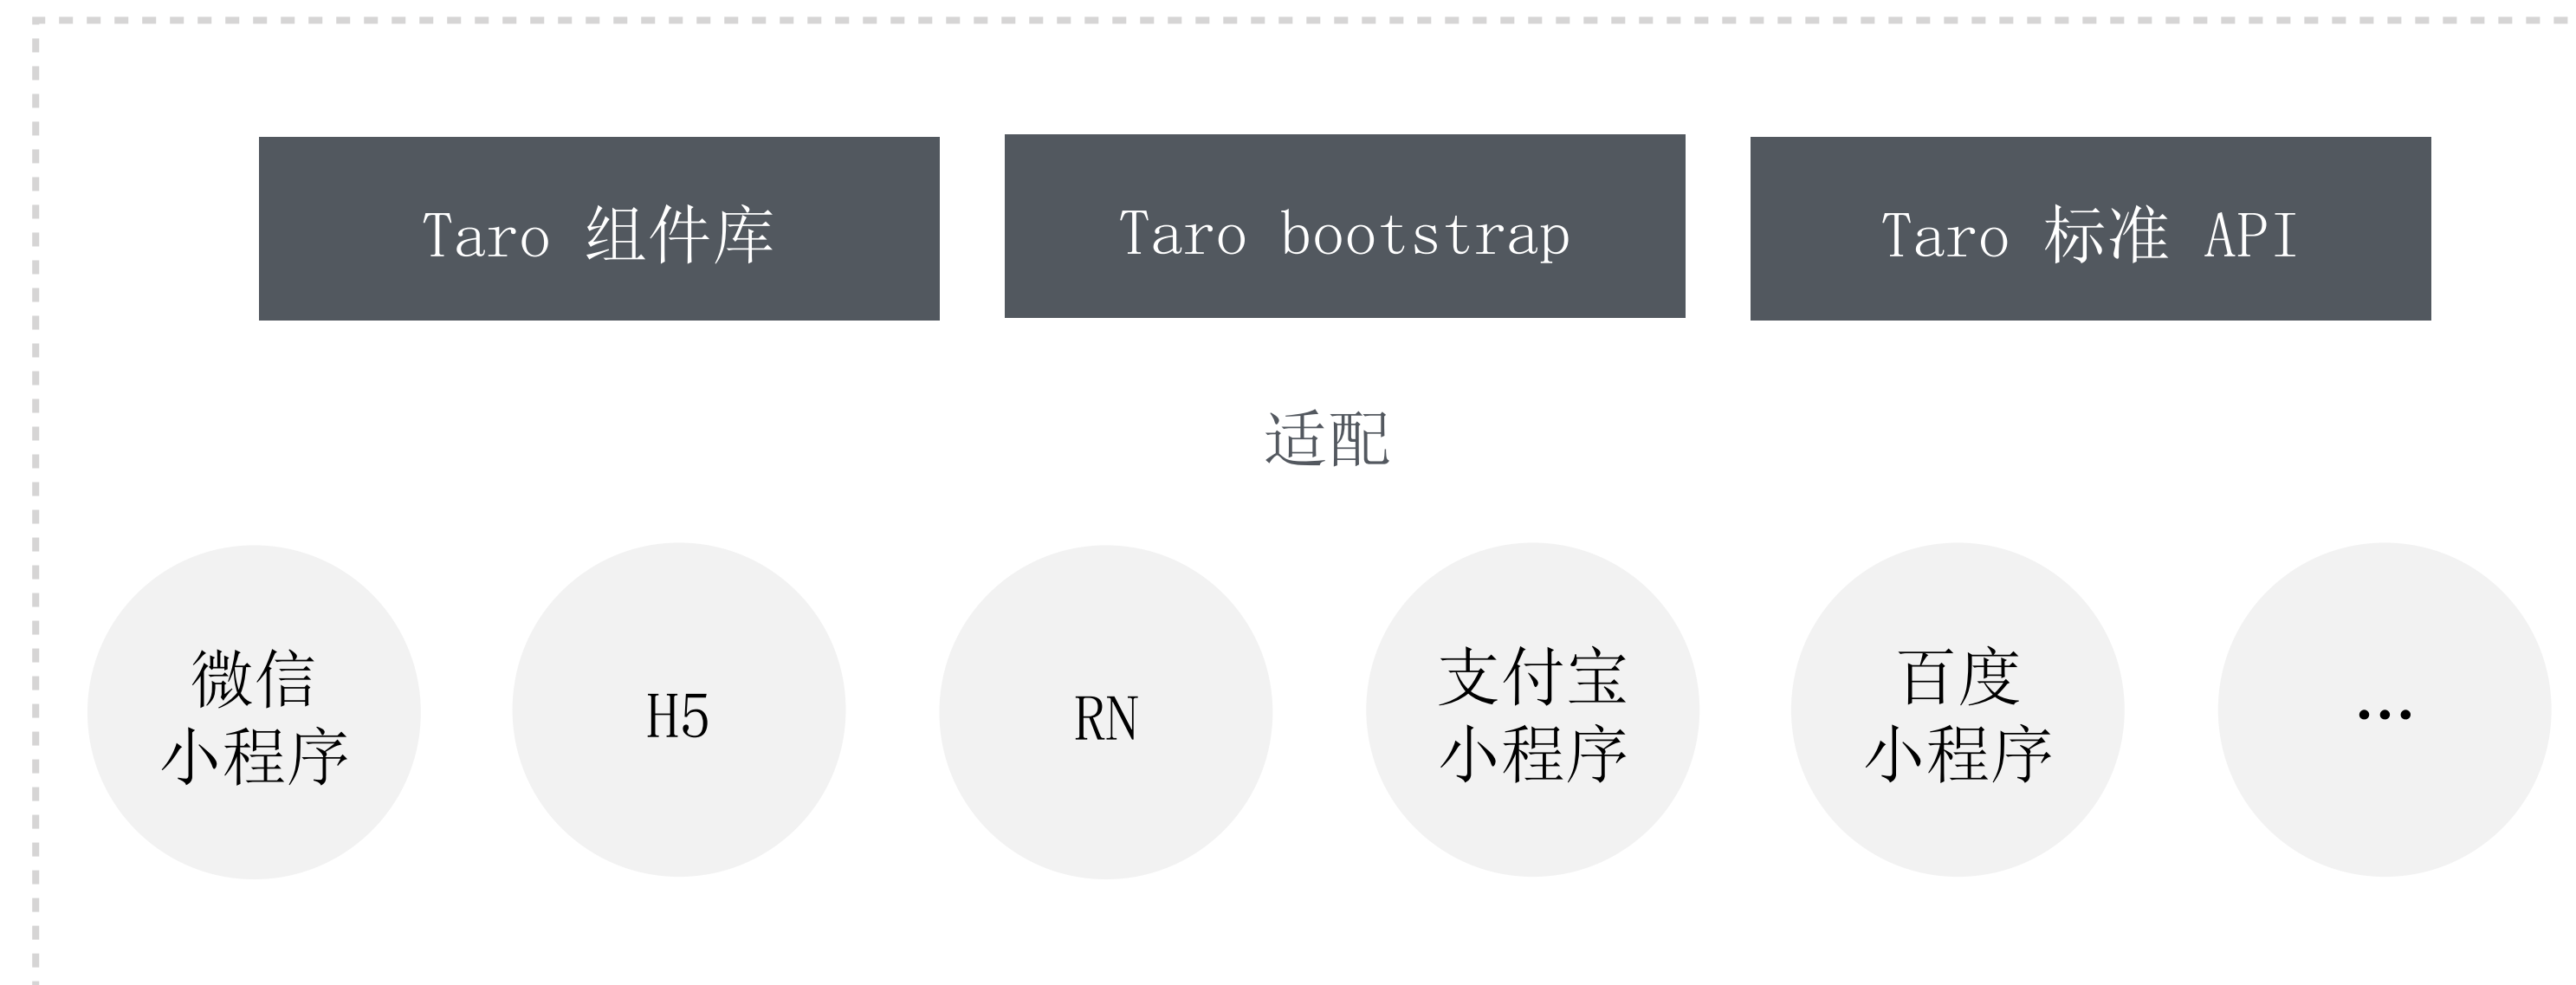 Taro 组件库
Taro bootstrap
Taro 标准 API
适配
微信
小程序
H5
RN
支付宝
小程序
百度
小程序
...